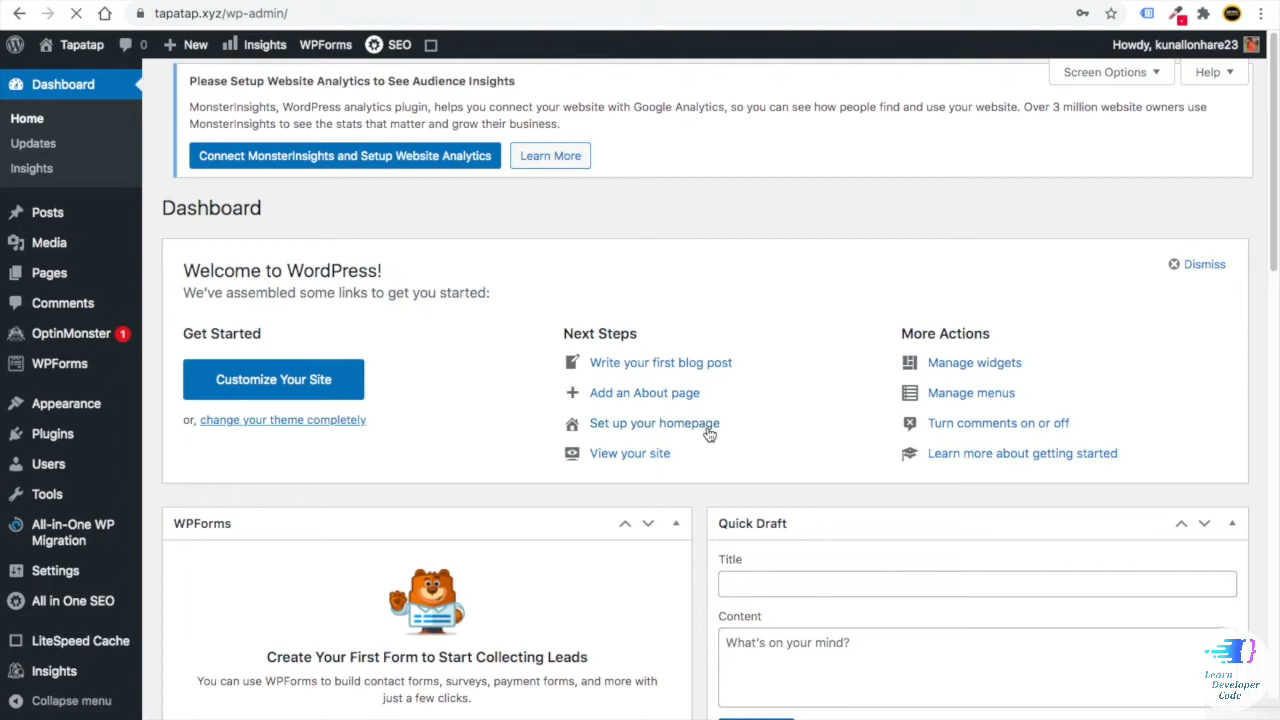 tapatap.xyz/wp-admin/
Tapatap 0 New Insights WPForms SEO Howdy, kunallonhare23
Dashboard
Home
Updates
Insights
Posts
Media
Pages
Comments
OptinMonster 1
WPForms
Appearance
Plugins
Users
Tools
All-in-One WP
Migration
Settings
All in One SEO
LiteSpeed Cache
Insights
Collapse menu
Screen Options Help
Please Setup Website Analytics to See Audience Insights
MonsterInsights, WordPress analytics plugin, helps you connect your website with Google Analytics, so you can see how people find and use your website. Over 3 million website owners use
MonsterInsights to see the stats that matter and grow their business.
Connect MonsterInsights and Setup Website Analytics Learn More
Dashboard
Welcome to WordPress!
Dismiss
We've assembled some links to get you started:
Get Started
Customize Your Site
or, change your theme completely
Next Steps
Write your first blog post
Add an About page
Set up your homepage
View your site
More Actions
Manage widgets
Manage menus
Turn comments on or off
Learn more about getting started
WPForms
Create Your First Form to Start Collecting Leads
You can use WPForms to build contact forms, surveys, payment forms, and more with
just a few clicks.
Quick Draft
Title
Content
What's on your mind?
Learn
Developer
Code